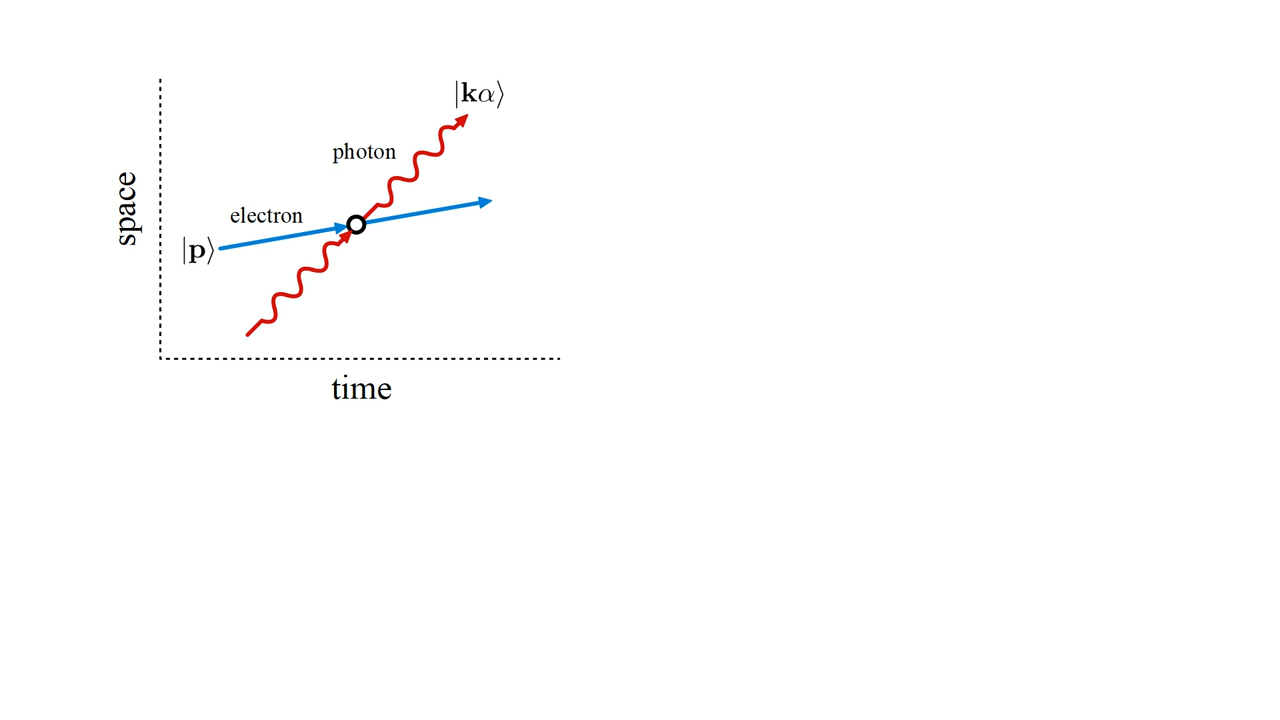 |kα⟩
photon
electron
|p⟩
space
time